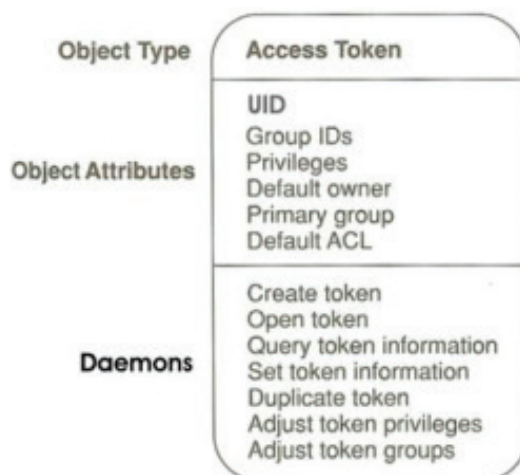 Object Type
Access Token
Object Attributes
UID
Group IDs
Privileges
Default owner
Primary group
Default ACL
Daemons
Create token
Open token
Query token information
Set token information
Duplicate token
Adjust token privileges
Adjust token groups